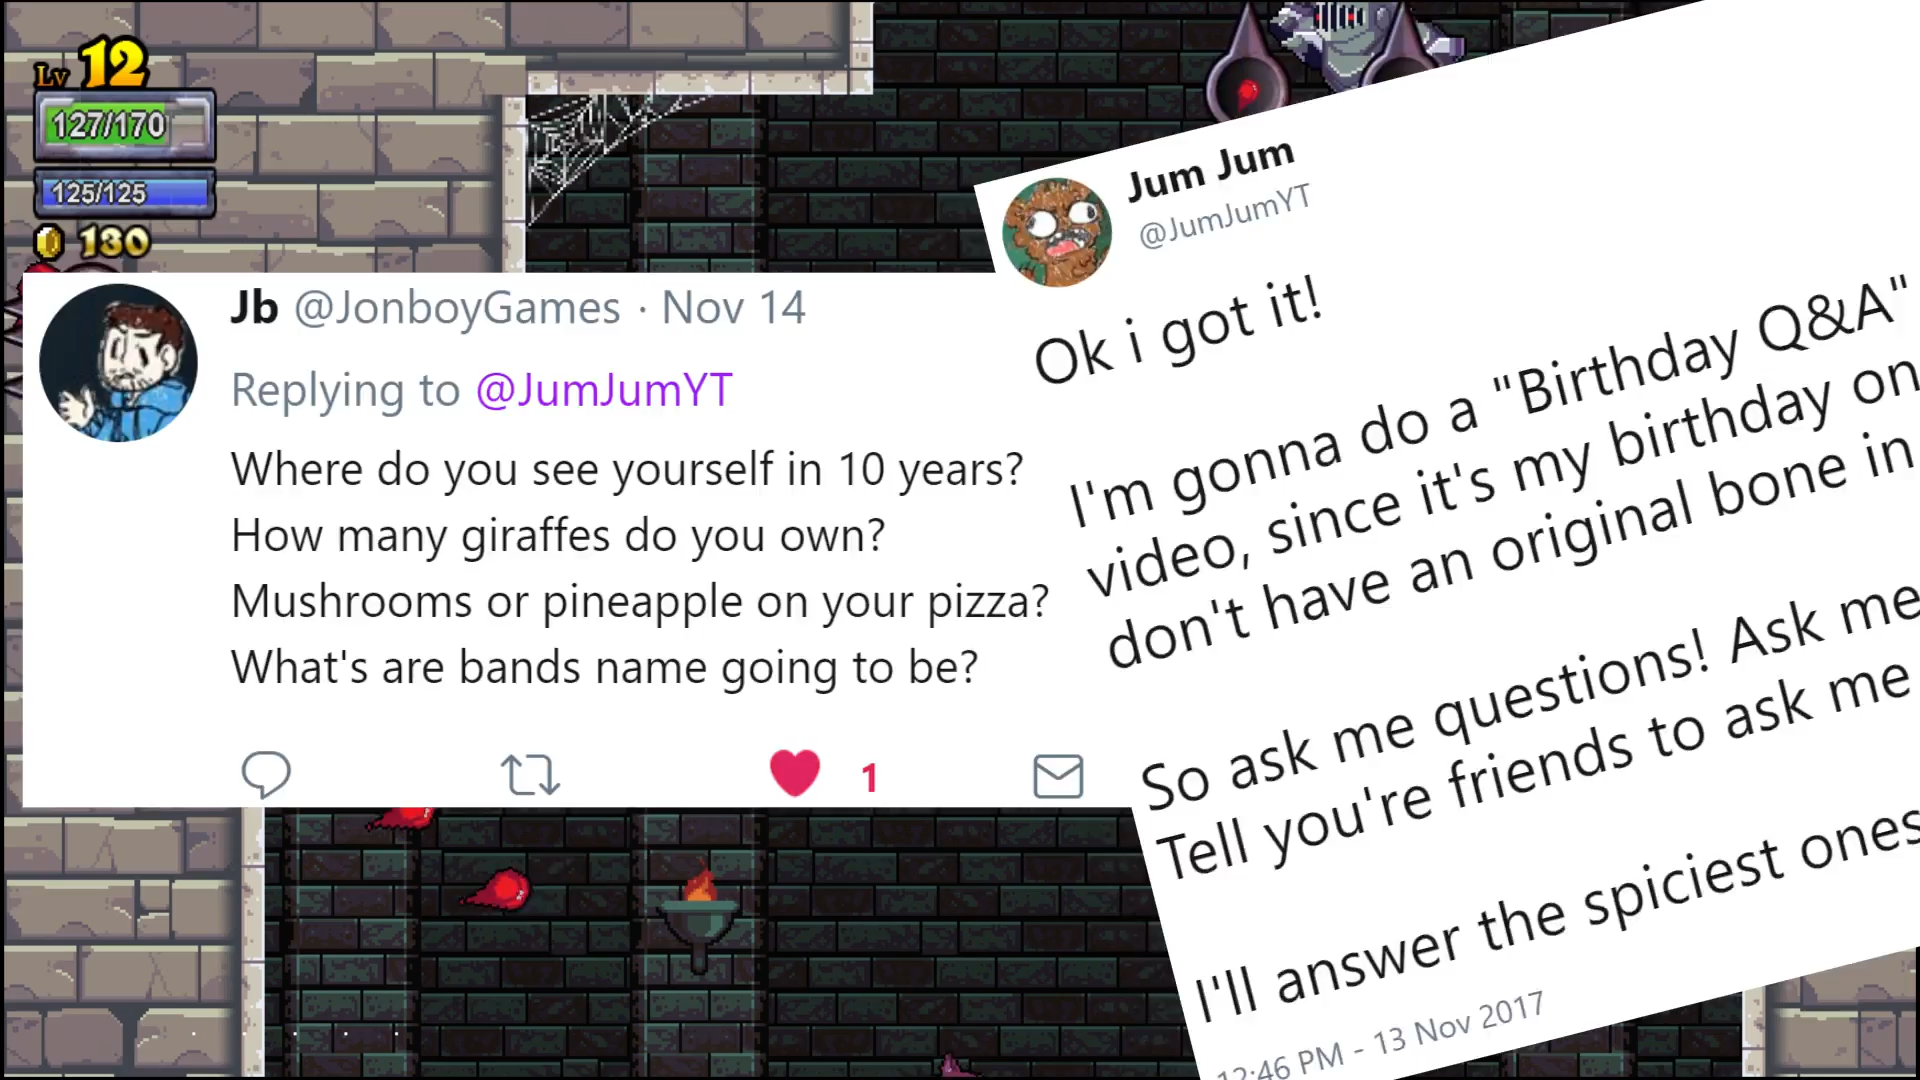 Lv 12
127/170
125/125
130
Jb @JonboyGames · Nov 14
Replying to @JumJumYT
Where do you see yourself in 10 years?
How many giraffes do you own?
Mushrooms or pineapple on your pizza?
What's are bands name going to be?
1
Jum Jum
@JumJumYT
Ok i got it!
I'm gonna do a "Birthday Q&A"
video, since it's my birthday on
don't have an original bone in
So ask me questions! Ask me
Tell you're friends to ask me
I'll answer the spiciest ones
12:46 PM - 13 Nov 2017